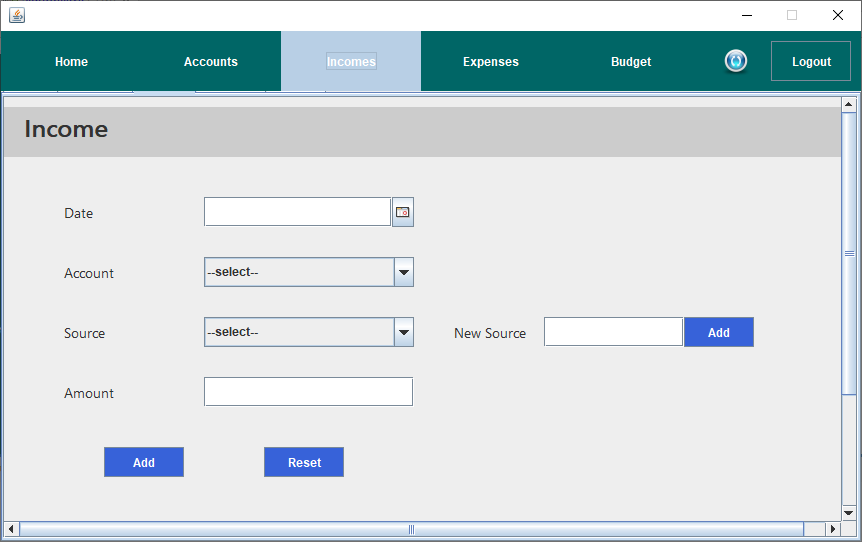 Home Accounts Incomes Expenses Budget Logout
Income
Date
Account --select--
Source --select-- New Source Add
Amount
Add Reset